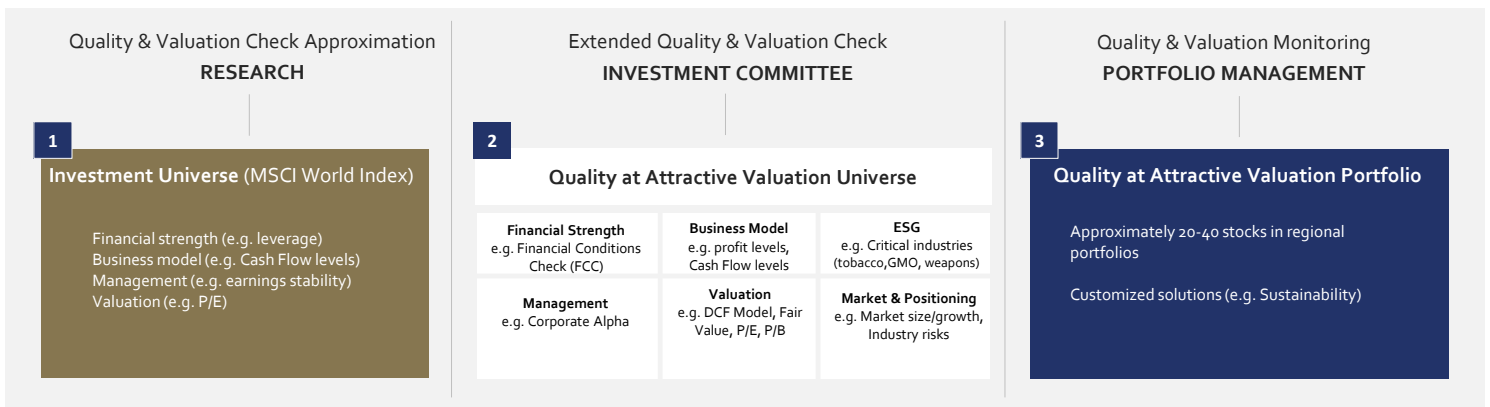 Quality & Valuation Check Approximation
RESEARCH
1
Investment Universe (MSCI World Index)
Financial strength (e.g. leverage)
Business model (e.g. Cash Flow levels)
Management (e.g. earnings stability)
Valuation (e.g. P/E)
Extended Quality & Valuation Check
INVESTMENT COMMITTEE
2
Quality at Attractive Valuation Universe
Financial Strength
e.g. Financial Conditions
Check (FCC)
Business Model
e.g. profit levels,
Cash Flow levels
ESG
e.g. Critical industries
(tobacco,GMO, weapons)
Management
e.g. Corporate Alpha
Valuation
e.g. DCF Model, Fair
Value, P/E, P/B
Market & Positioning
e.g. Market size/growth,
Industry risks
Quality & Valuation Monitoring
PORTFOLIO MANAGEMENT
3
Quality at Attractive Valuation Portfolio
Approximately 20-40 stocks in regional
portfolios
Customized solutions (e.g. Sustainability)